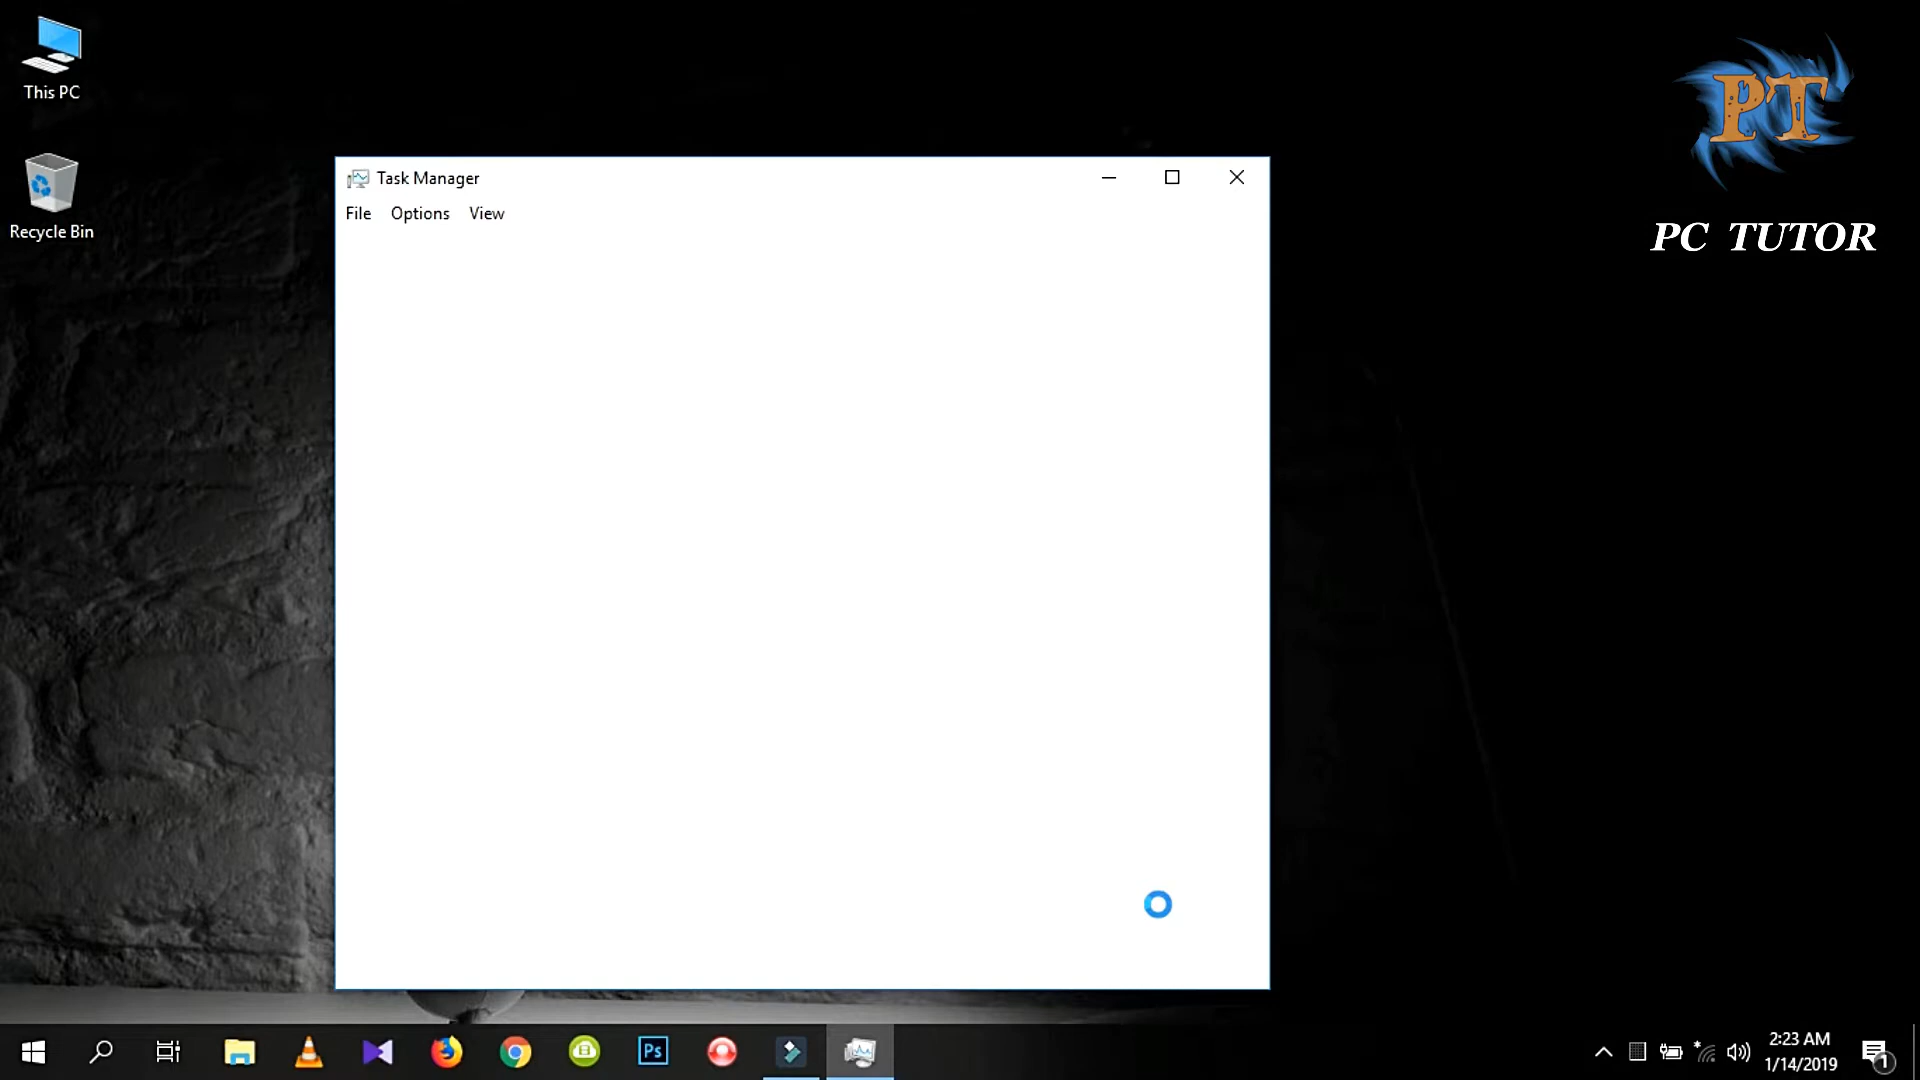 This PC
Recycle Bin
Task Manager
File Options View
PT
PC TUTOR
Ps
2:23 AM
1/14/2019
1